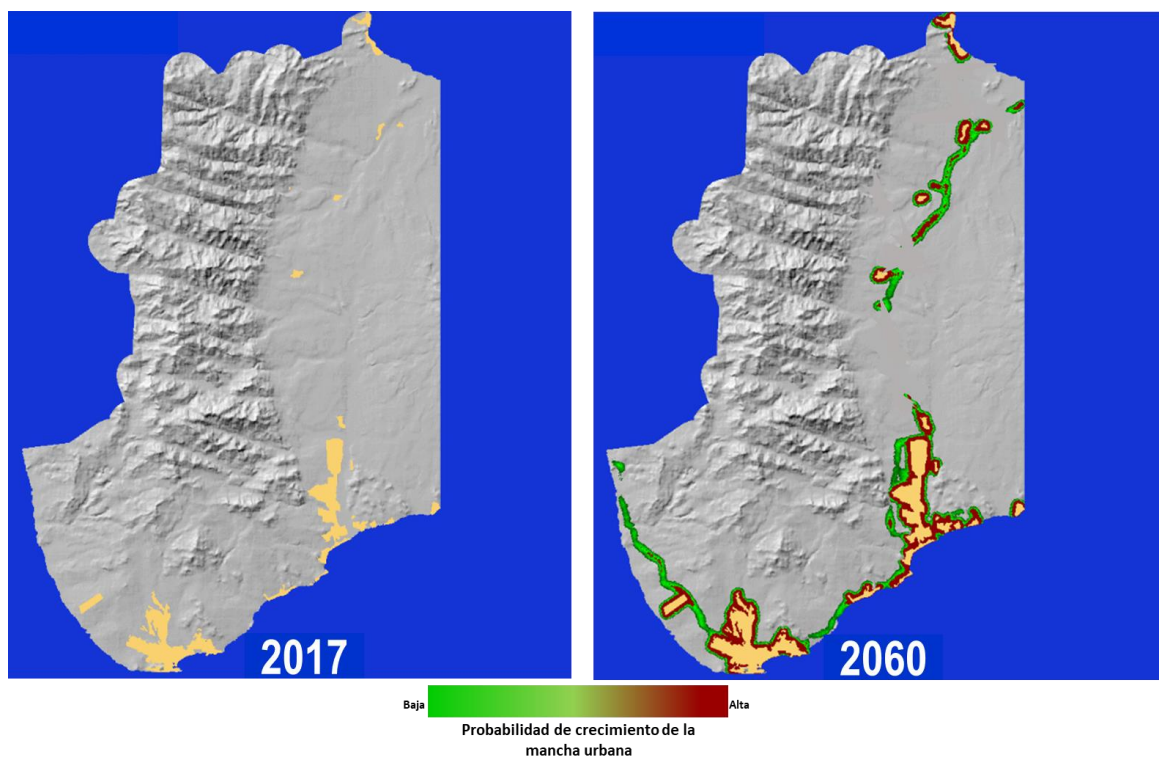 2017
2060
Baja
Alta
Probabilidad de crecimiento de la
mancha urbana